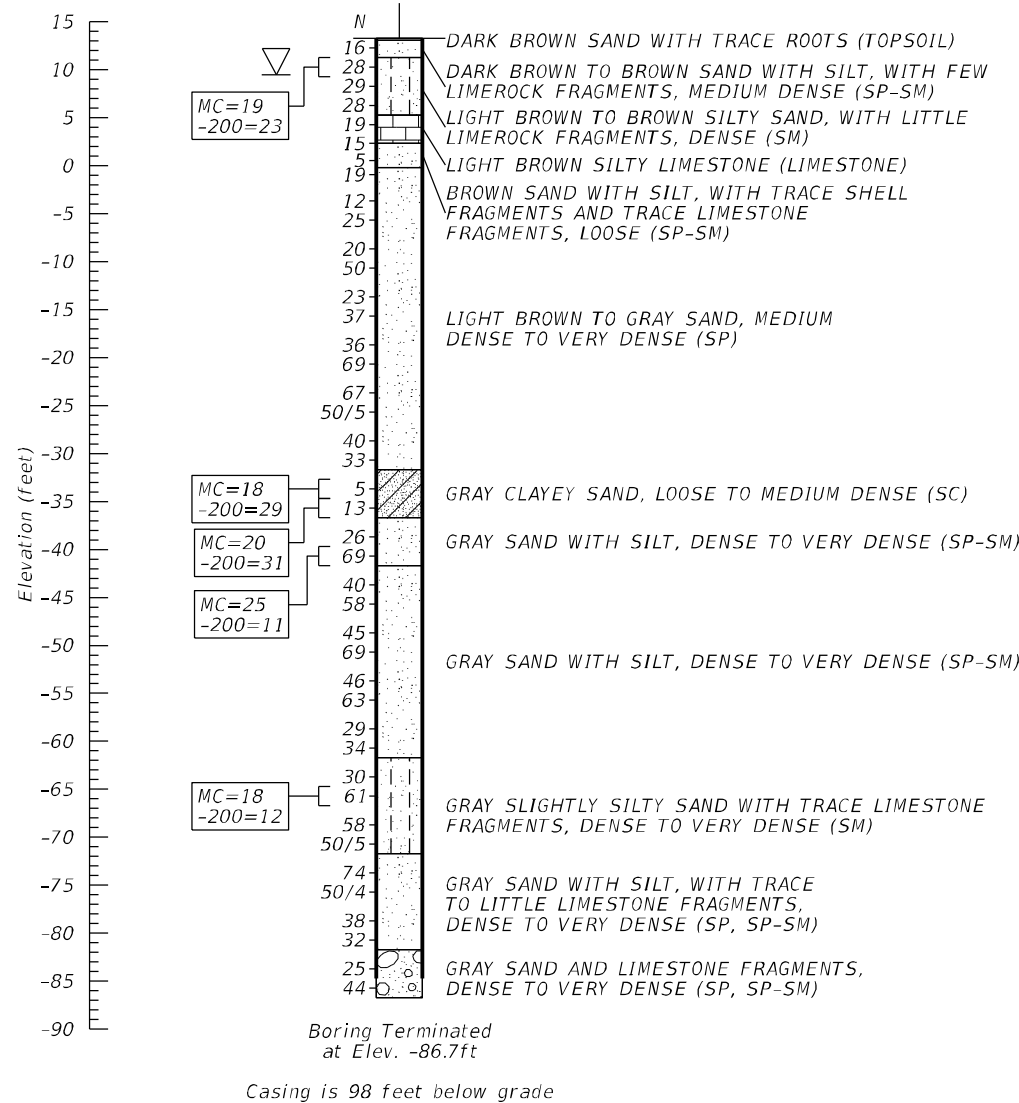 15
10
5
0
-5
-10
-15
-20
-25
-30
-35
-40
-45
-50
-55
-60
-65
-70
-75
-80
-85
-90
Elevation (feet)
MC=19
-200=23
MC=18
-200=29
MC=20
-200=31
MC=25
-200=11
MC=18
-200=12
N
16
28
29
28
19
15
5
19
12
25
20
50
23
37
36
69
67
50/5
40
33
5
13
26
69
40
58
45
69
46
63
29
34
30
61
58
50/5
74
50/4
38
32
25
44
DARK BROWN SAND WITH TRACE ROOTS (TOPSOIL)
DARK BROWN TO BROWN SAND WITH SILT, WITH FEW
LIMEROCK FRAGMENTS, MEDIUM DENSE (SP-SM)
LIGHT BROWN TO BROWN SILTY SAND, WITH LITTLE
LIMEROCK FRAGMENTS, DENSE (SM)
LIGHT BROWN SILTY LIMESTONE (LIMESTONE)
BROWN SAND WITH SILT, WITH TRACE SHELL
FRAGMENTS AND TRACE LIMESTONE
FRAGMENTS, LOOSE (SP-SM)
LIGHT BROWN TO GRAY SAND, MEDIUM
DENSE TO VERY DENSE (SP)
GRAY CLAYEY SAND, LOOSE TO MEDIUM DENSE (SC)
GRAY SAND WITH SILT, DENSE TO VERY DENSE (SP-SM)
GRAY SAND WITH SILT, DENSE TO VERY DENSE (SP-SM)
GRAY SLIGHTLY SILTY SAND WITH TRACE LIMESTONE
FRAGMENTS, DENSE TO VERY DENSE (SM)
GRAY SAND WITH SILT, WITH TRACE
TO LITTLE LIMESTONE FRAGMENTS,
DENSE TO VERY DENSE (SP, SP-SM)
GRAY SAND AND LIMESTONE FRAGMENTS,
DENSE TO VERY DENSE (SP, SP-SM)
Boring Terminated
at Elev. -86.7ft
Casing is 98 feet below grade